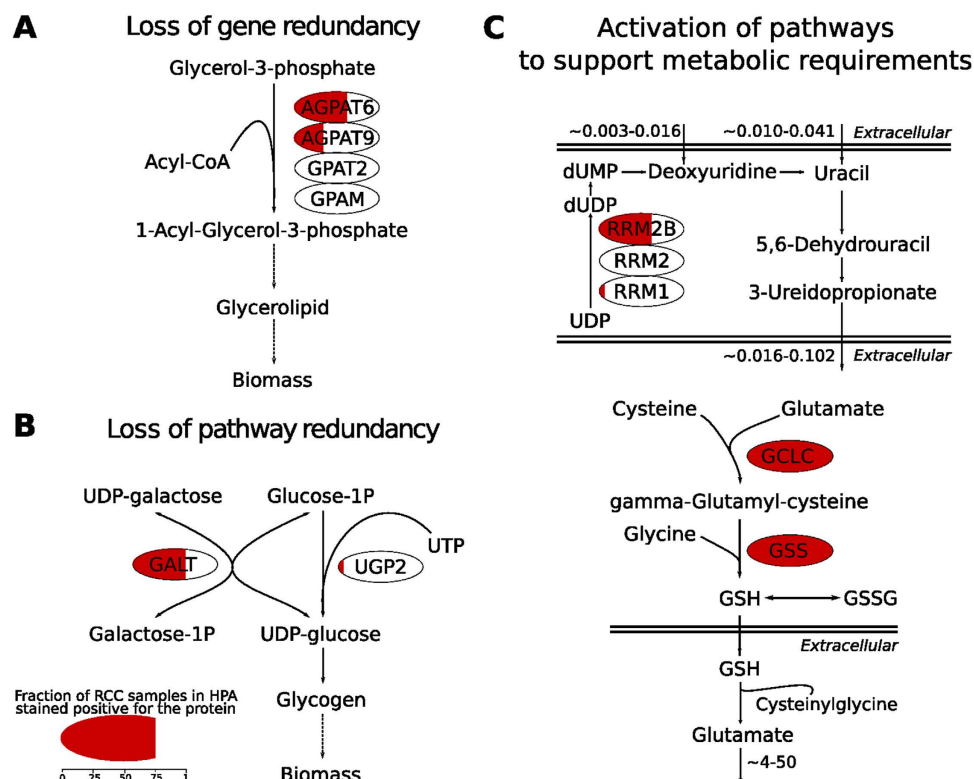 A
Loss of gene redundancy
Glycerol-3-phosphate
AGPAT6
AGPAT9
Acyl-CoA
GPAT2
GPAM
1-Acyl-Glycerol-3-phosphate
Glycerolipid
Biomass
B
Loss of pathway redundancy
UDP-galactose
Glucose-1P
UTP
GALT
UGP2
Galactose-1P
UDP-glucose
Glycogen
Biomass
Fraction of RCC samples in HPA
stained positive for the protein
0 25 50 75 1
C
Activation of pathways
to support metabolic requirements
~0.003-0.016
~0.010-0.041
Extracellular
dUMP
Deoxyuridine
Uracil
dUDP
RRM2B
5,6-Dehydrouracil
RRM2
RRM1
3-Ureidopropionate
UDP
~0.016-0.102
Extracellular
Cysteine
Glutamate
GCLC
gamma-Glutamyl-cysteine
Glycine
GSS
GSH
GSSG
Extracellular
GSH
Cysteinylglycine
Glutamate
~4-50